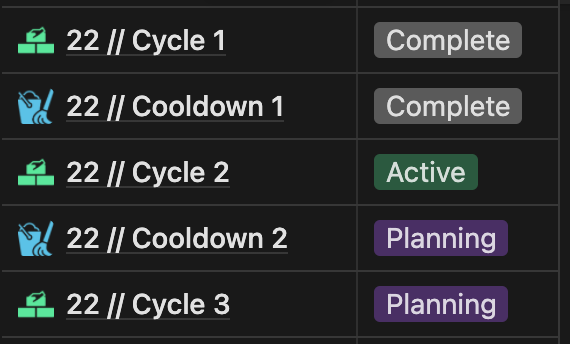 22 // Cycle 1
Complete
22 // Cooldown 1
Complete
22 // Cycle 2
Active
22 // Cooldown 2
Planning
22 // Cycle 3
Planning